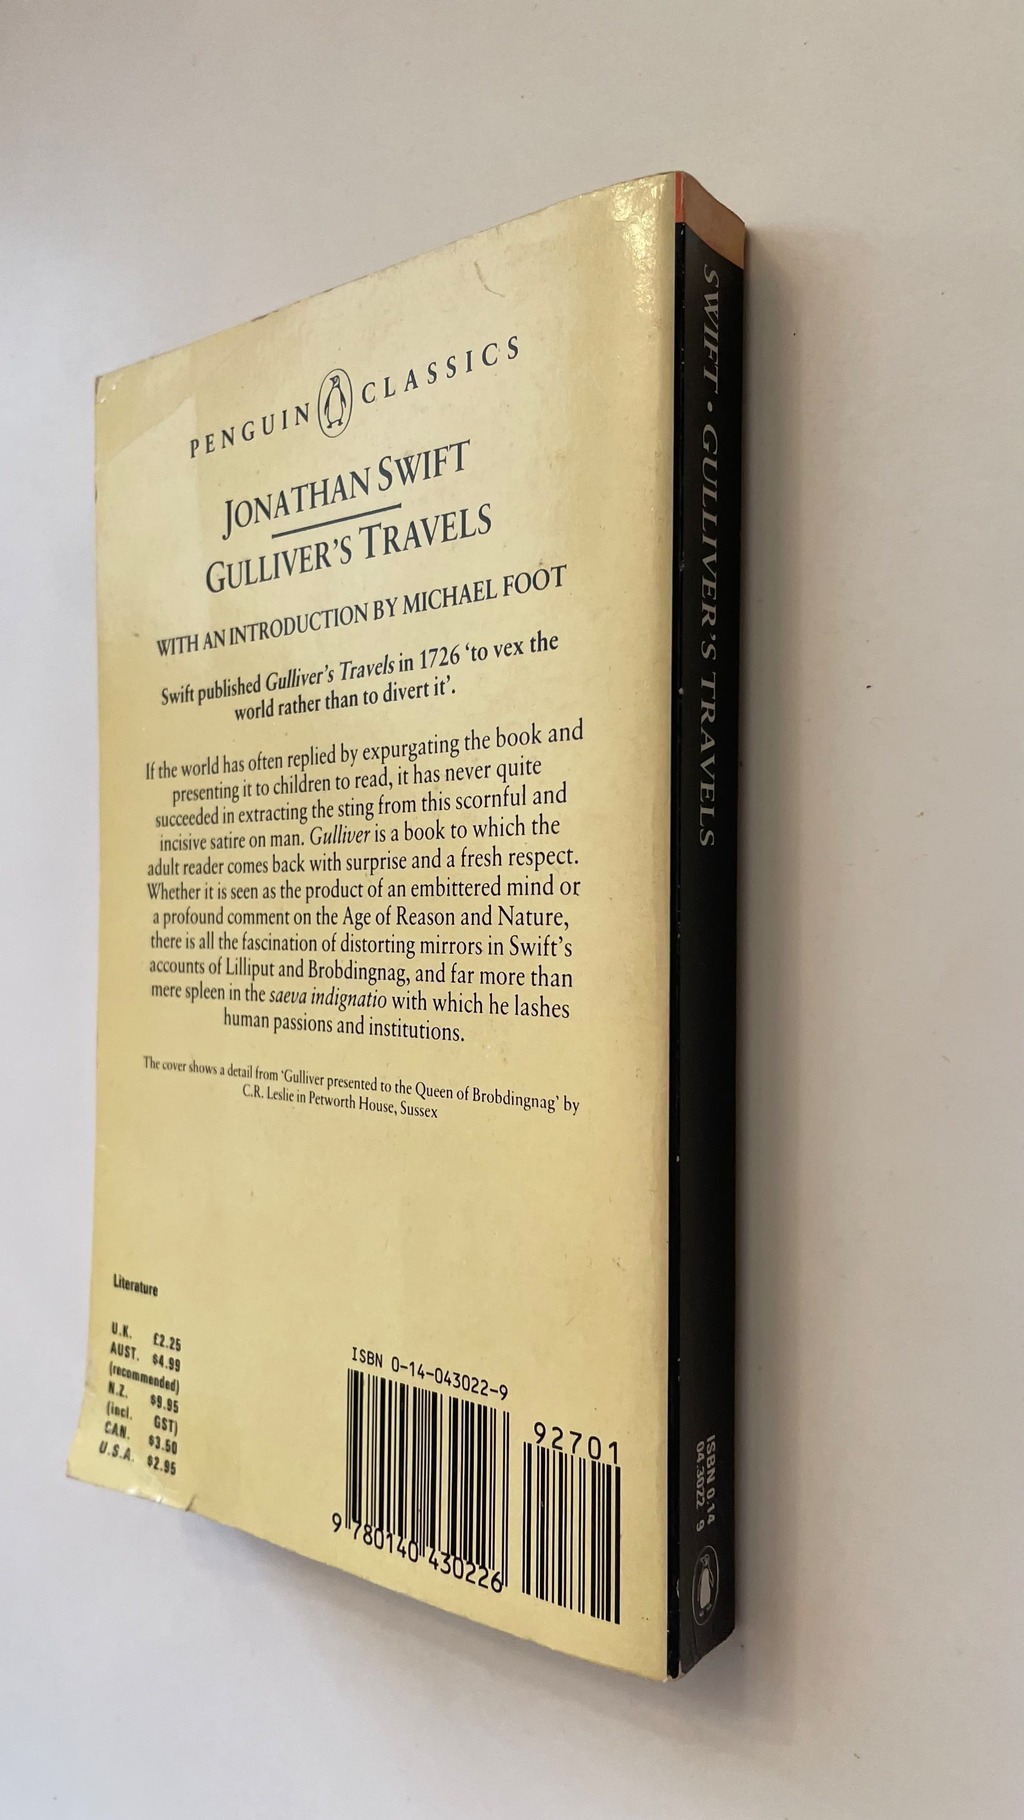 PENGUIN CLASSICS
JONATHAN SWIFT
GULLIVER'S TRAVELS
WITH AN INTRODUCTION BY MICHAEL FOOT
Swift published Gulliver's Travels in 1726 'to vex the
world rather than to divert it'.
If the world has often replied by expurgating the book and
presenting it to children to read, it has never quite
succeeded in extracting the sting from this scornful and
incisive satire on man. Gulliver is a book to which the
adult reader comes back with surprise and a fresh respect.
Whether it is seen as the product of an embittered mind or
a profound comment on the Age of Reason and Nature,
there is all the fascination of distorting mirrors in Swift's
accounts of Lilliput and Brobdingnag, and far more than
mere spleen in the saeva indignatio with which he lashes
human passions and institutions.
The cover shows a detail from 'Gulliver presented to the Queen of Brobdingnag' by
C.R. Leslie in Petworth House, Sussex
Literature
U.K. £2.25
AUST. $4.99
(recommended)
N.Z. $9.95
(incl. GST)
CAN. $3.50
U.S.A. $2.95
ISBN 0-14-043022-9
92701
9 780140 430226
SWIFT • GULLIVER'S TRAVELS
ISBN 0.14
04.3022 9